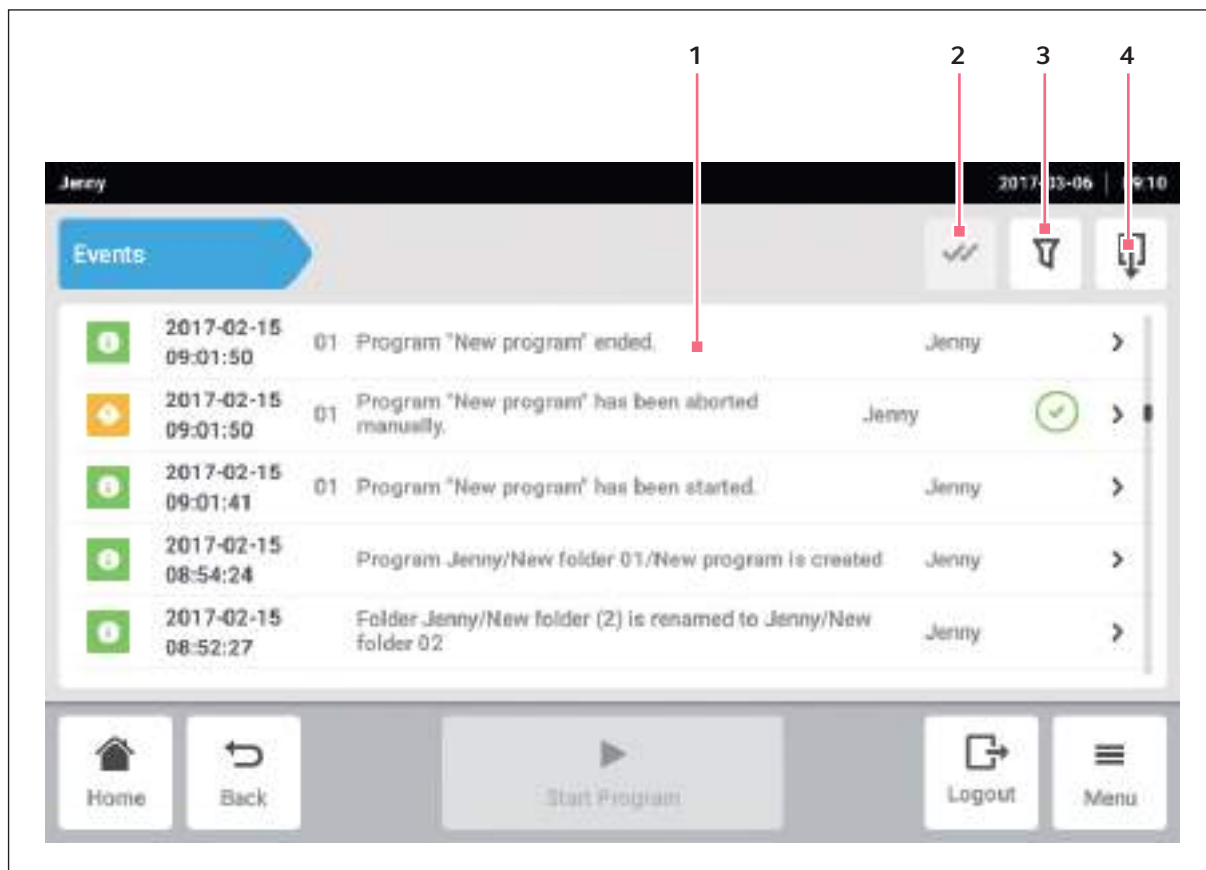 1 2 3 4
Jenny 2017-03-06 | 09:10
Events
2017-02-15
09:01:50
01 Program "New program" ended. Jenny
2017-02-15
09:01:50
01 Program "New program" has been aborted
manually.
Jenny
2017-02-15
09:01:41
01 Program "New program" has been started. Jenny
2017-02-15
08:54:24
Program Jenny/New folder 01/New program is created Jenny
2017-02-15
08:52:27
Folder Jenny/New folder (2) is renamed to Jenny/New
folder 02
Jenny
Home Back Start Program Logout Menu